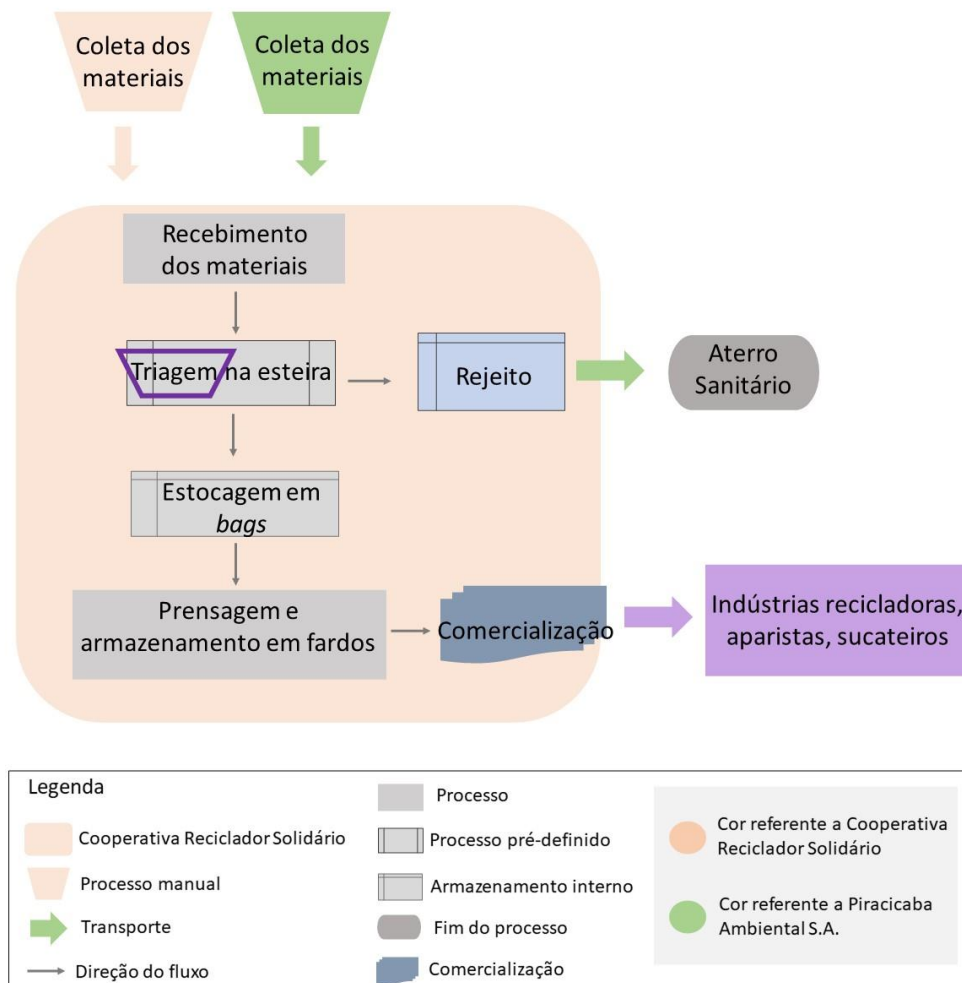 Coleta dos
materiais
Coleta dos
materiais
Recebimento
dos materiais
Triagem na esteira
Rejeito
Aterro
Sanitário
Estocagem em
bags
Prensagem e
armazenamento em fardos
Comercialização
Indústrias recicladoras,
aparistas, sucateiros
Legenda
Cooperativa Reciclador Solidário
Processo manual
Transporte
Direção do fluxo
Processo
Processo pré-definido
Armazenamento interno
Fim do processo
Comercialização
Cor referente a Cooperativa
Reciclador Solidário
Cor referente a Piracicaba
Ambiental S.A.